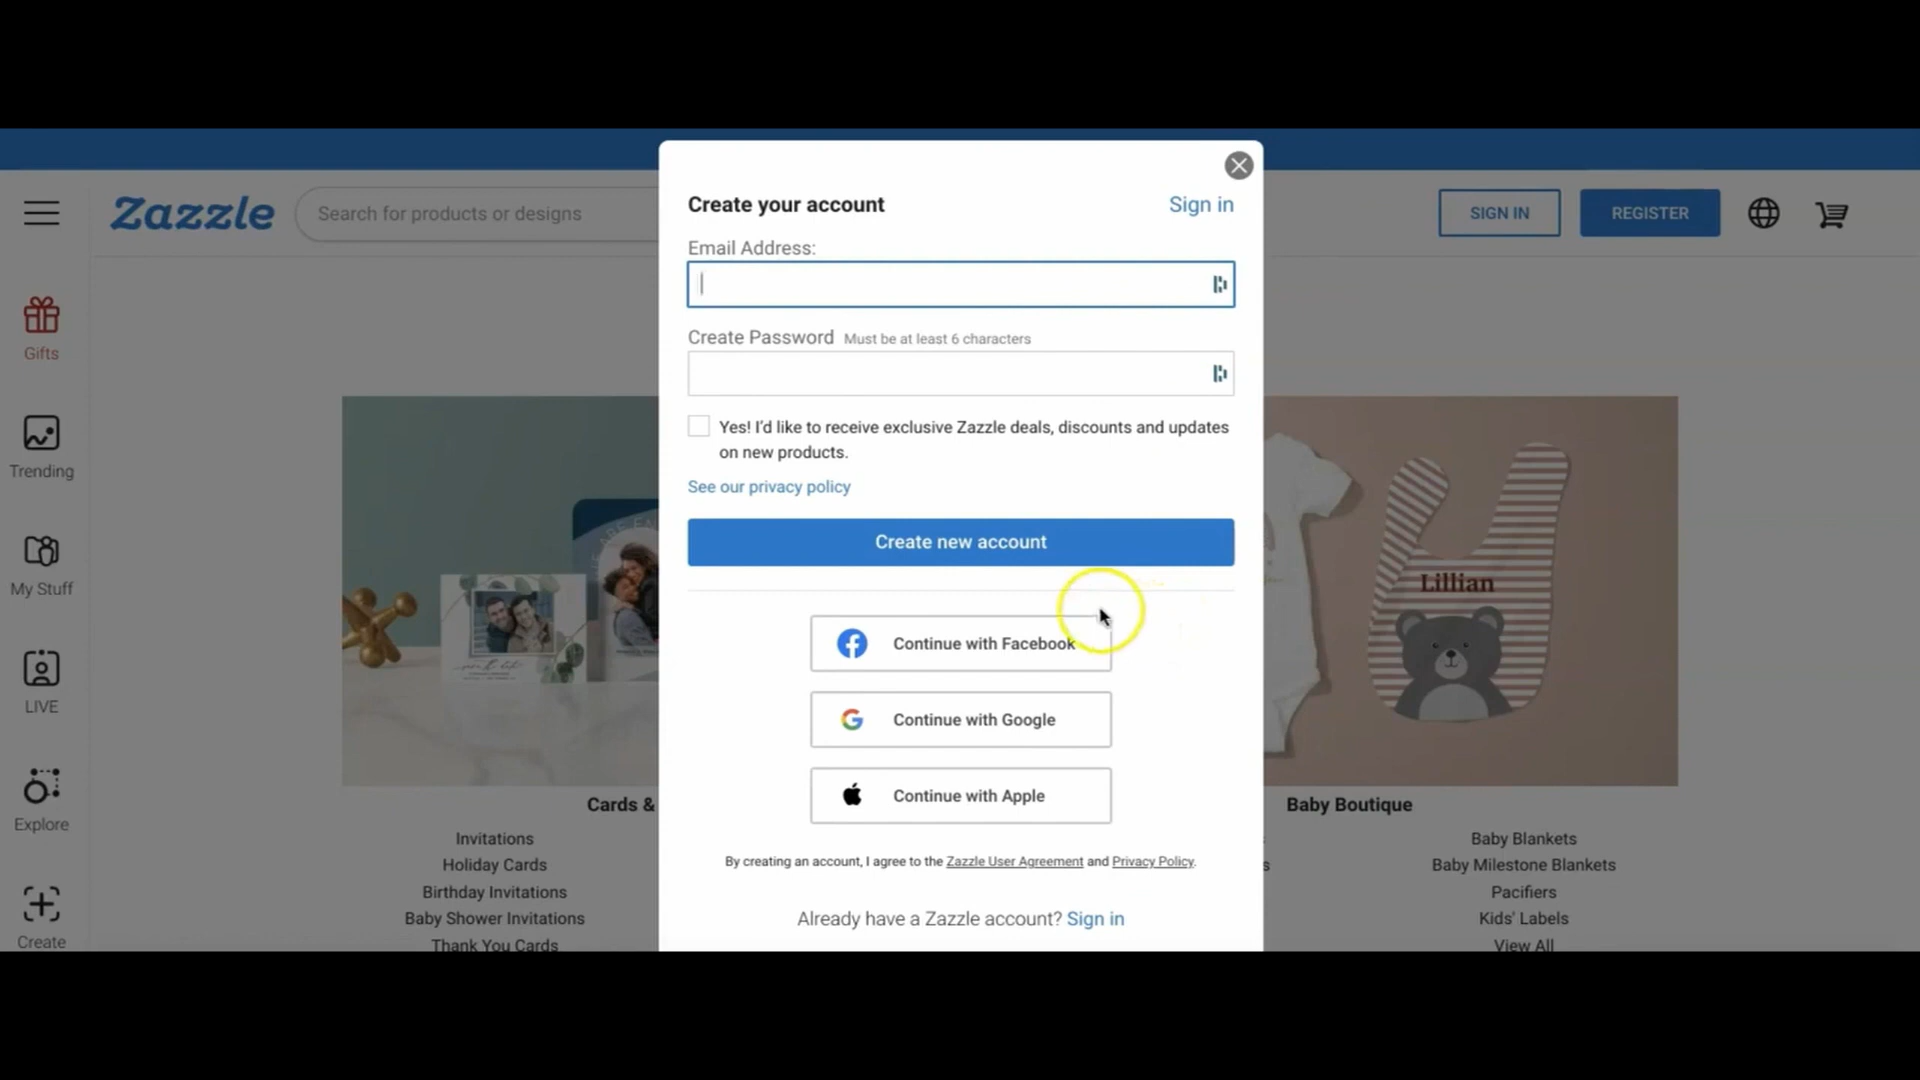 Create your account
Sign in
Email Address:
Create Password Must be at least 6 characters
Yes! I'd like to receive exclusive Zazzle deals, discounts and updates
on new products.
See our privacy policy
Create new account
Continue with Facebook
Continue with Google
Continue with Apple
By creating an account, I agree to the Zazzle User Agreement and Privacy Policy.
Already have a Zazzle account? Sign in
Zazzle
Search for products or designs
SIGN IN
REGISTER
Gifts
Trending
My Stuff
LIVE
Explore
Create
Lillian
Cards &
Invitations
Holiday Cards
Birthday Invitations
Baby Shower Invitations
Thank You Cards
Baby Boutique
Baby Blankets
Baby Milestone Blankets
Pacifiers
Kids' Labels
View All